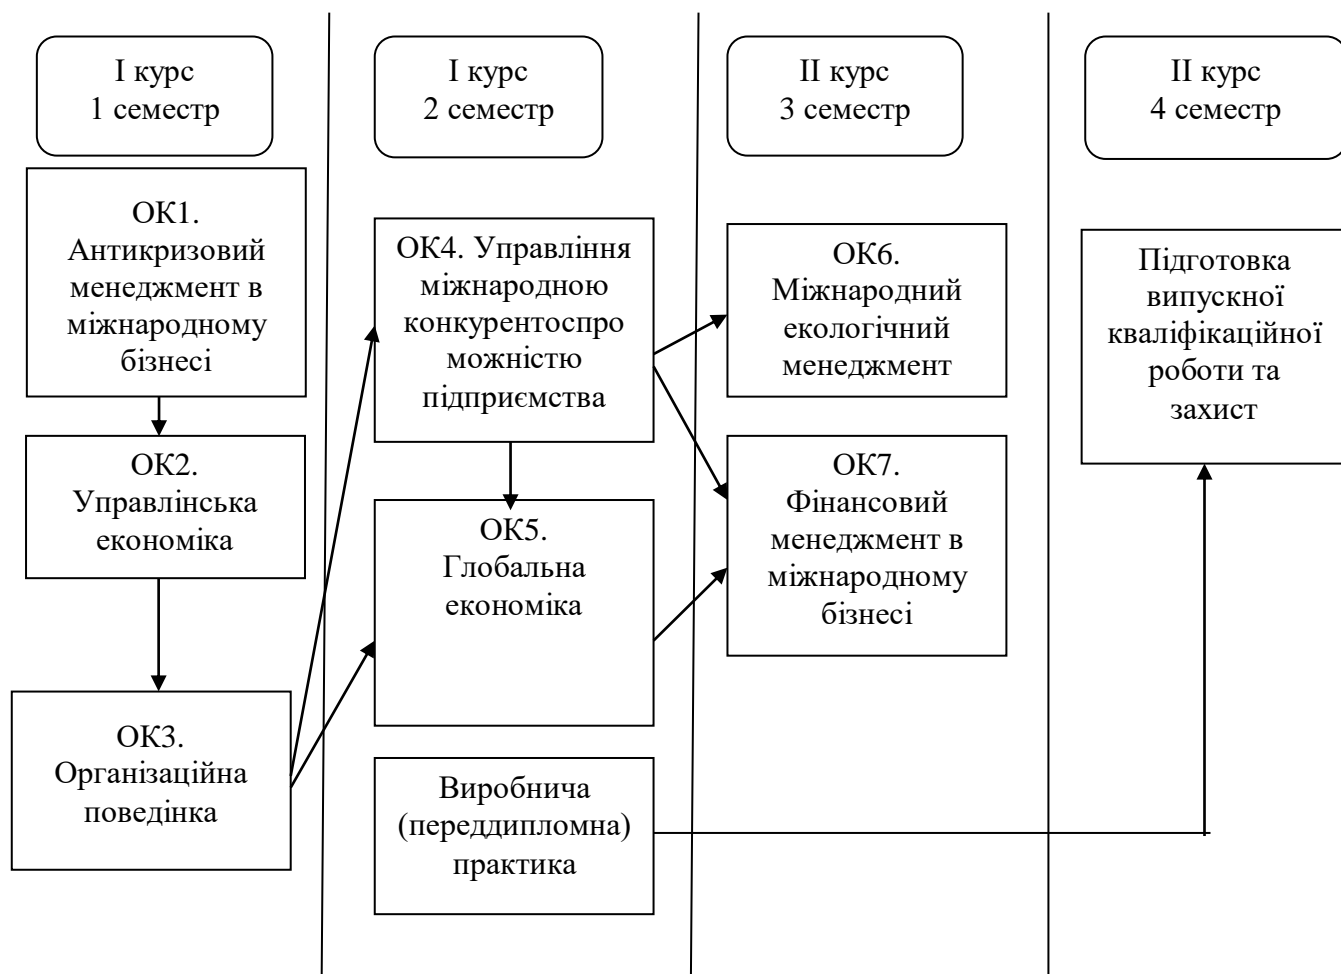 І курс
1 семестр
І курс
2 семестр
ІІ курс
3 семестр
ІІ курс
4 семестр
ОК1.
Антикризовий
менеджмент в
міжнародному
бізнесі
ОК2.
Управлінська
економіка
ОК3.
Організаційна
поведінка
ОК4. Управління
міжнародною
конкурентоспро
можністю
підприємства
ОК5.
Глобальна
економіка
Виробнича
(переддипломна)
практика
ОК6.
Міжнародний
екологічний
менеджмент
ОК7.
Фінансовий
менеджмент в
міжнародному
бізнесі
Підготовка
випускної
кваліфікаційної
роботи та
захист